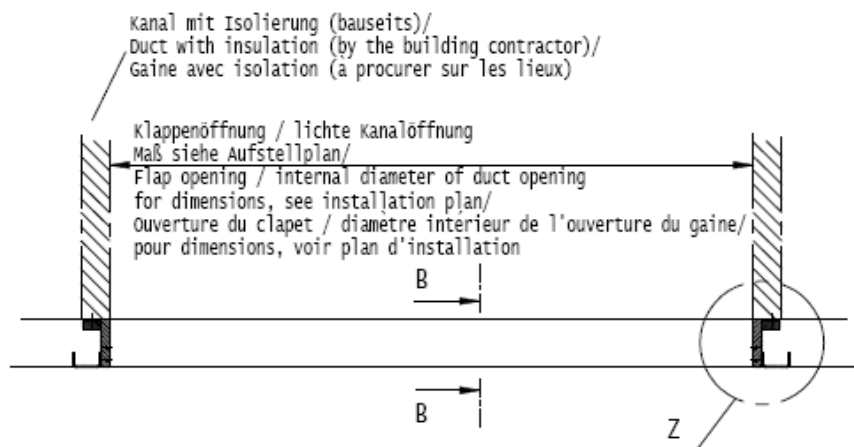 Kanal mit Isolierung (bauseits)/
Duct with insulation (by the building contractor)/
Gaine avec isolation (à procurer sur les lieux)
Klappenöffnung / lichte Kanalöffnung
Maß siehe Aufstellplan/
Flap opening / internal diameter of duct opening
for dimensions, see installation plan/
Ouverture du clapet / diamètre intérieur de l'ouverture du gaine/
pour dimensions, voir plan d'installation
B
B
Z